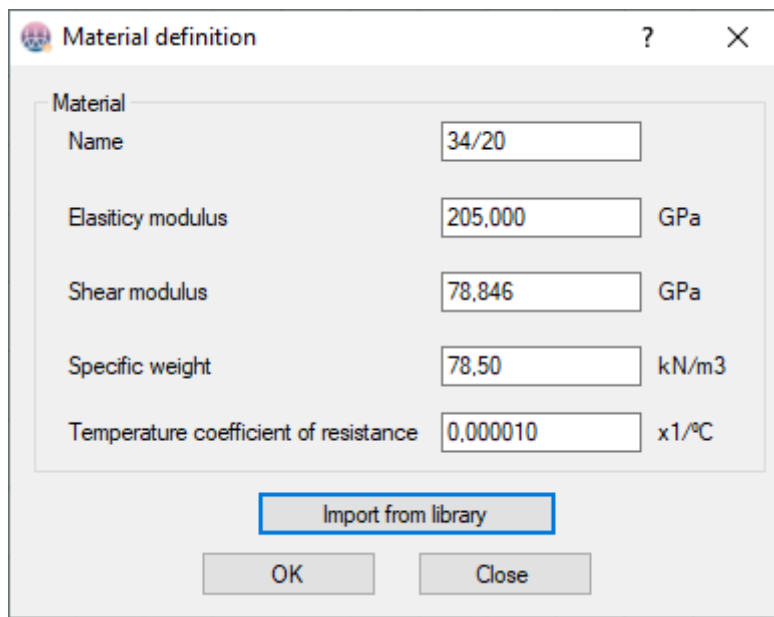 Material definition
?
Material
Name 34/20
Elasiticy modulus 205,000 GPa
Shear modulus 78,846 GPa
Specific weight 78,50 kN/m3
Temperature coefficient of resistance 0,000010 x1/ºC
Import from library
OK Close